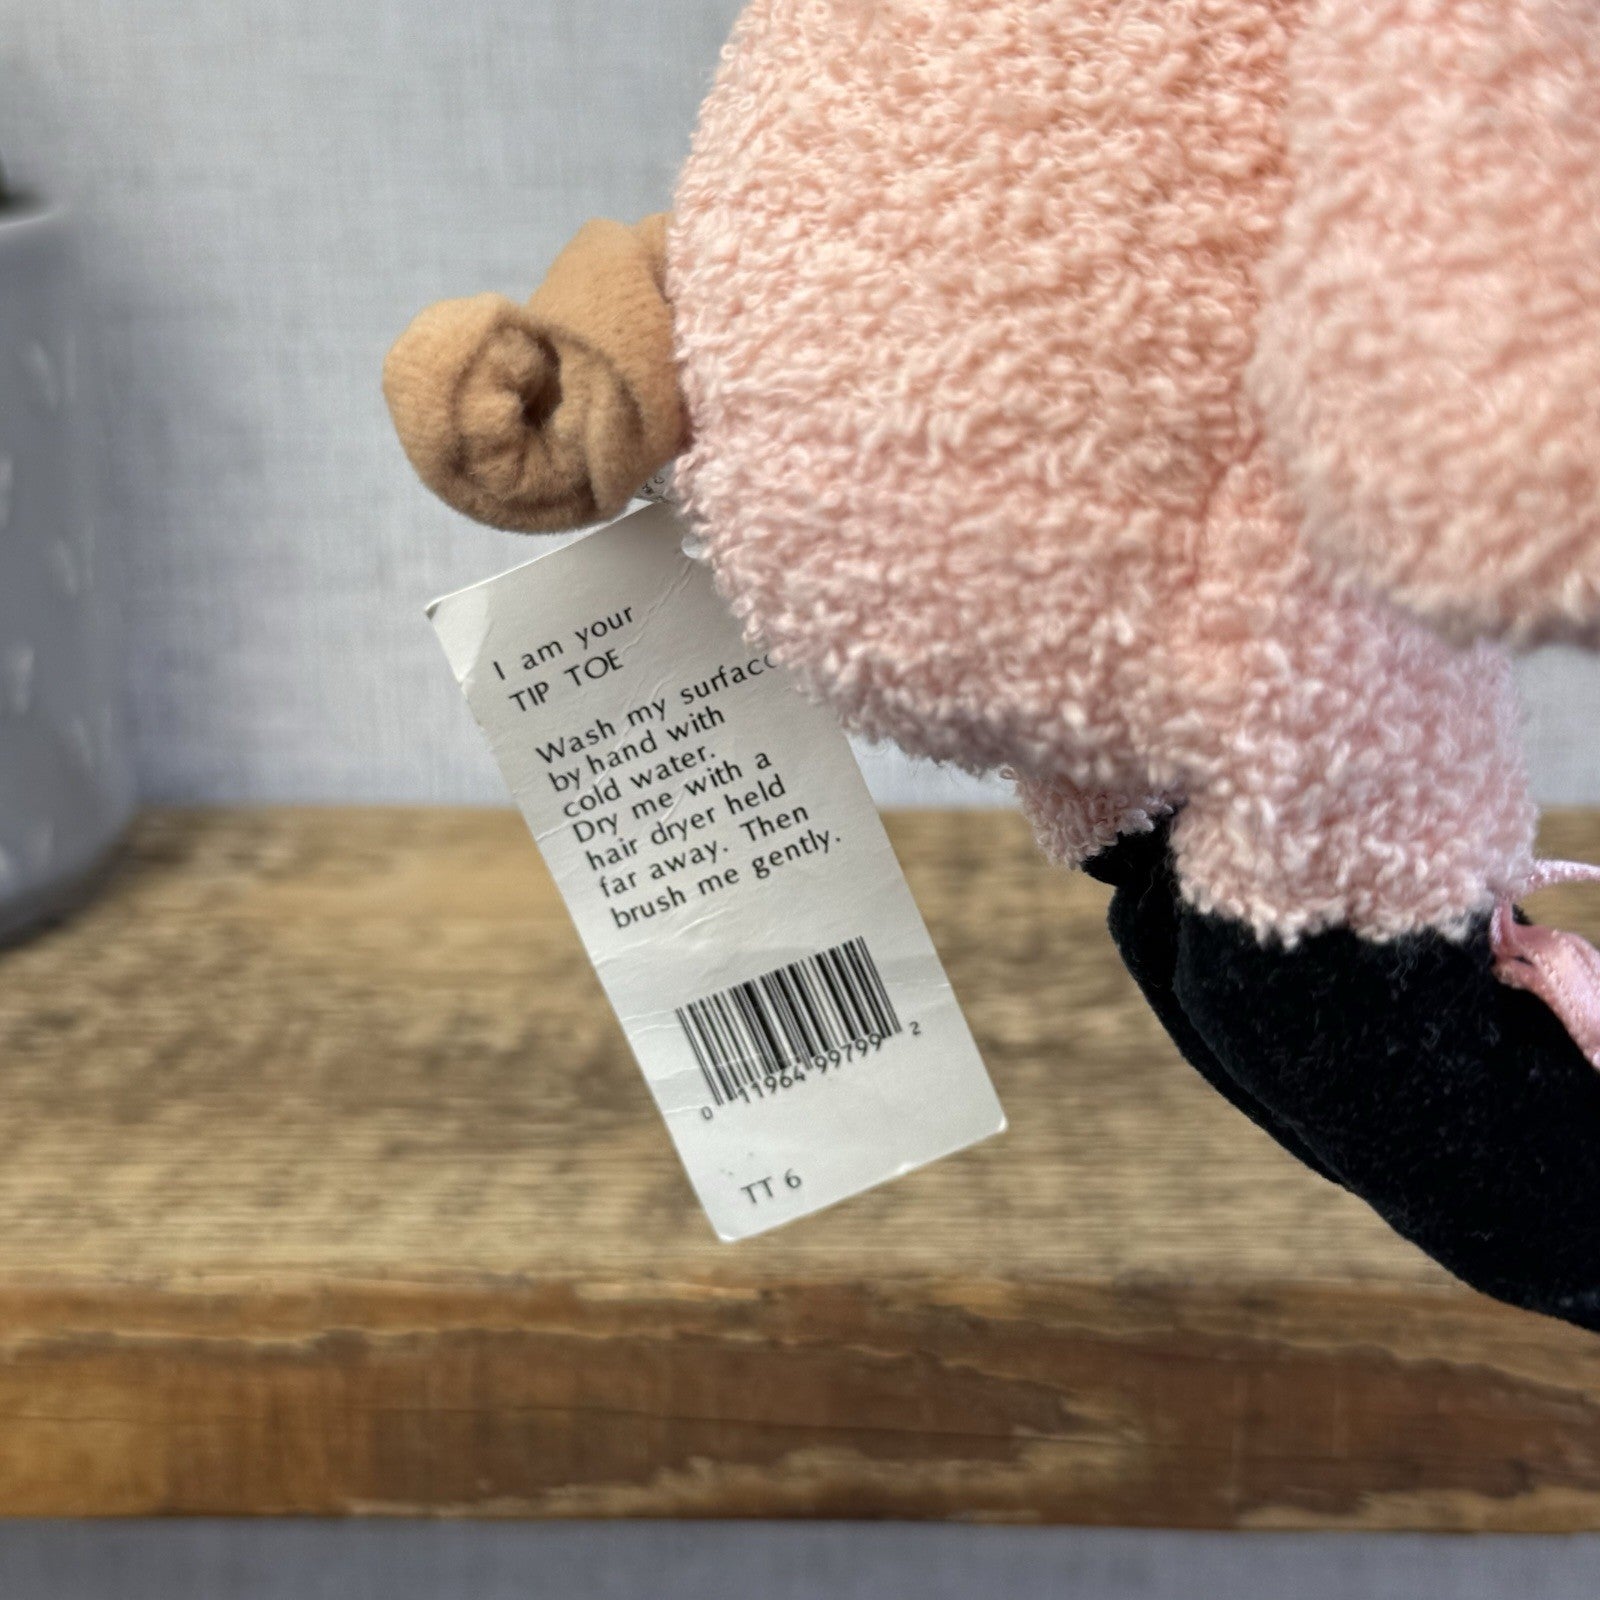 I am your
TIP TOE
Wash my surface
by hand with
cold water.
Dry me with a
hair dryer held
far away. Then
brush me gently.
0 11964 99799 2
TT 6